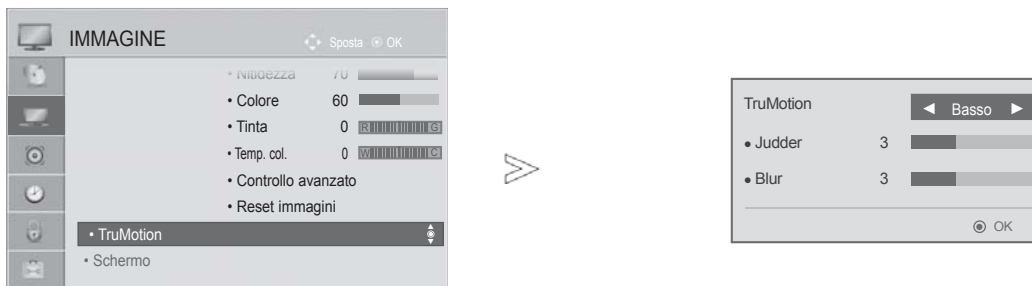 IMMAGINE
Sposta OK
• Nitidezza 70
• Colore 60
• Tinta 0 R G
• Temp. col. 0 W C
• Controllo avanzato
• Reset immagini
• TruMotion
• Schermo
TruMotion ◄ Basso ►
• Judder 3
• Blur 3
OK